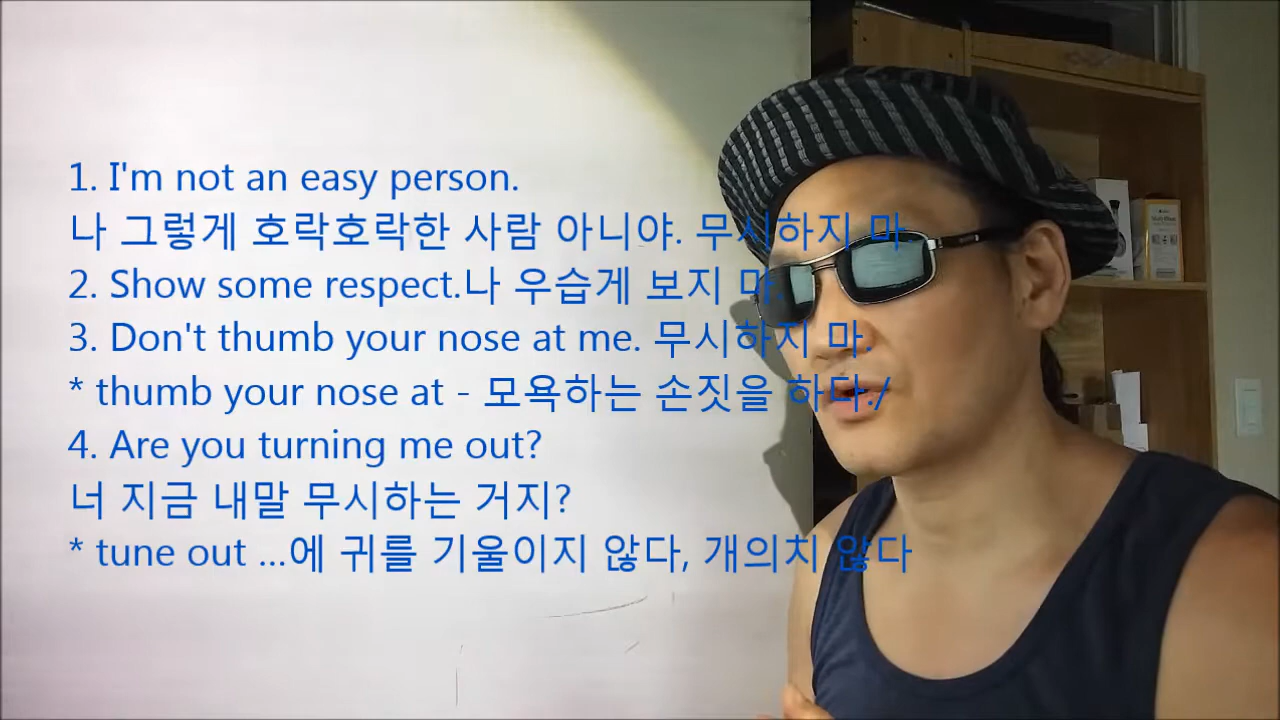 1. I'm not an easy person.
나 그렇게 호락호락한 사람 아니야. 무시하지 마
2. Show some respect.나 우습게 보지 마.
3. Don't thumb your nose at me. 무시하지 마.
* thumb your nose at - 모욕하는 손짓을 하다./
4. Are you turning me out?
너 지금 내말 무시하는 거지?
* tune out ...에 귀를 기울이지 않다, 개의치 않다